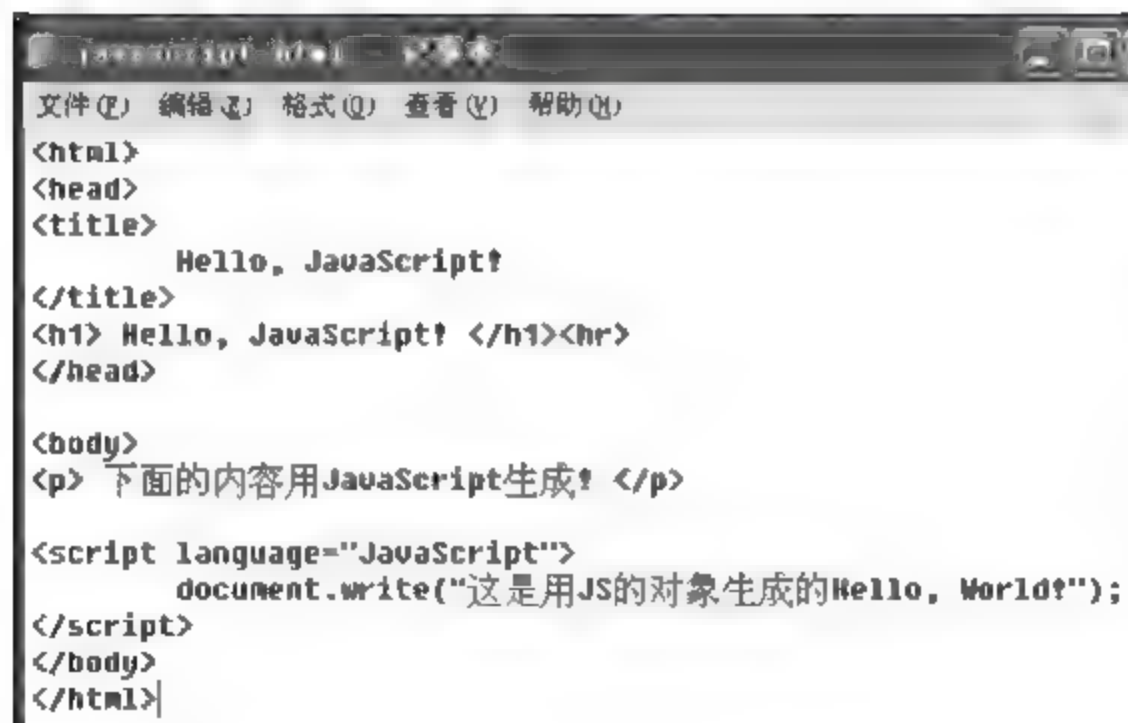 文件(F) 编辑(E) 格式(O) 查看(V) 帮助(H)
<html>
<head>
<title>
        Hello, JavaScript!
</title>
<h1> Hello, JavaScript! </h1><hr>
</head>

<body>
<p> 下面的内容用JavaScript生成! </p>

<script language="JavaScript">
        document.write("这是用JS的对象生成的Hello, World!");
</script>
</body>
</html>